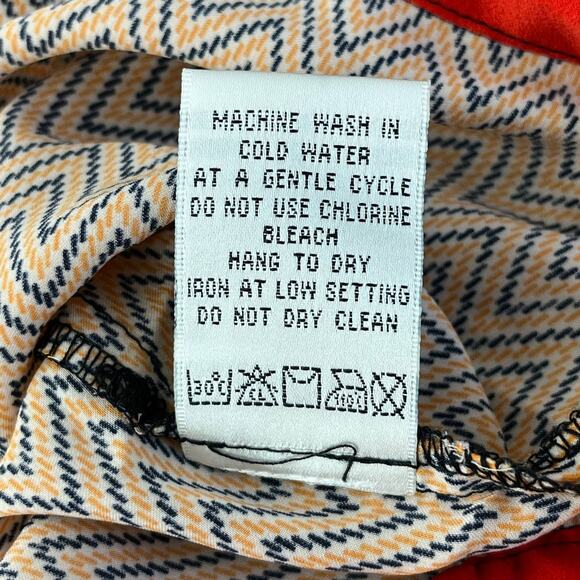 MACHINE WASH IN
COLD WATER
AT A GENTLE CYCLE
DO NOT USE CHLORINE
BLEACH
HANG TO DRY
IRON AT LOW SETTING
DO NOT DRY CLEAN
30°